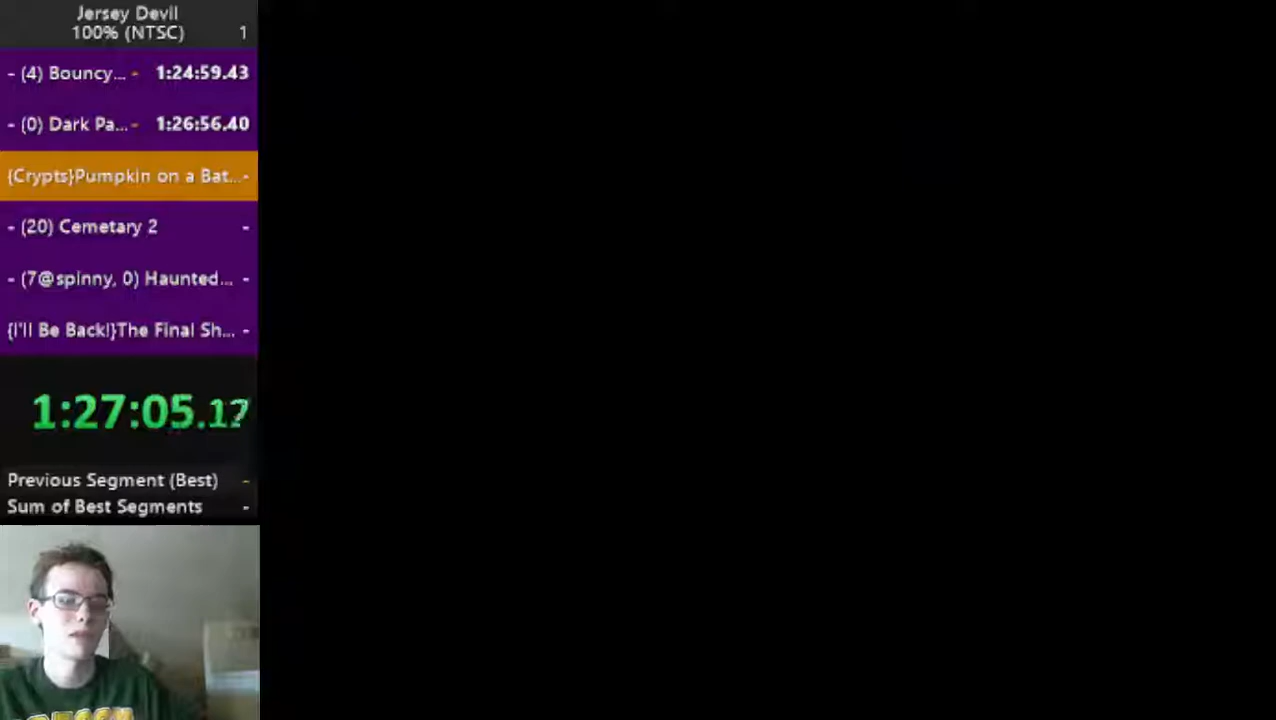 Jersey Devil
100% (NTSC) 1
- (4) Bouncy... - 1:24:59.43
- (0) Dark Pa... - 1:26:56.40
{Crypts}Pumpkin on a Bat... -
- (20) Cemetary 2 -
- (7@spinny, 0) Haunted... -
{I'll Be Back!}The Final Sh... -
1:27:05.17
Previous Segment (Best) -
Sum of Best Segments -